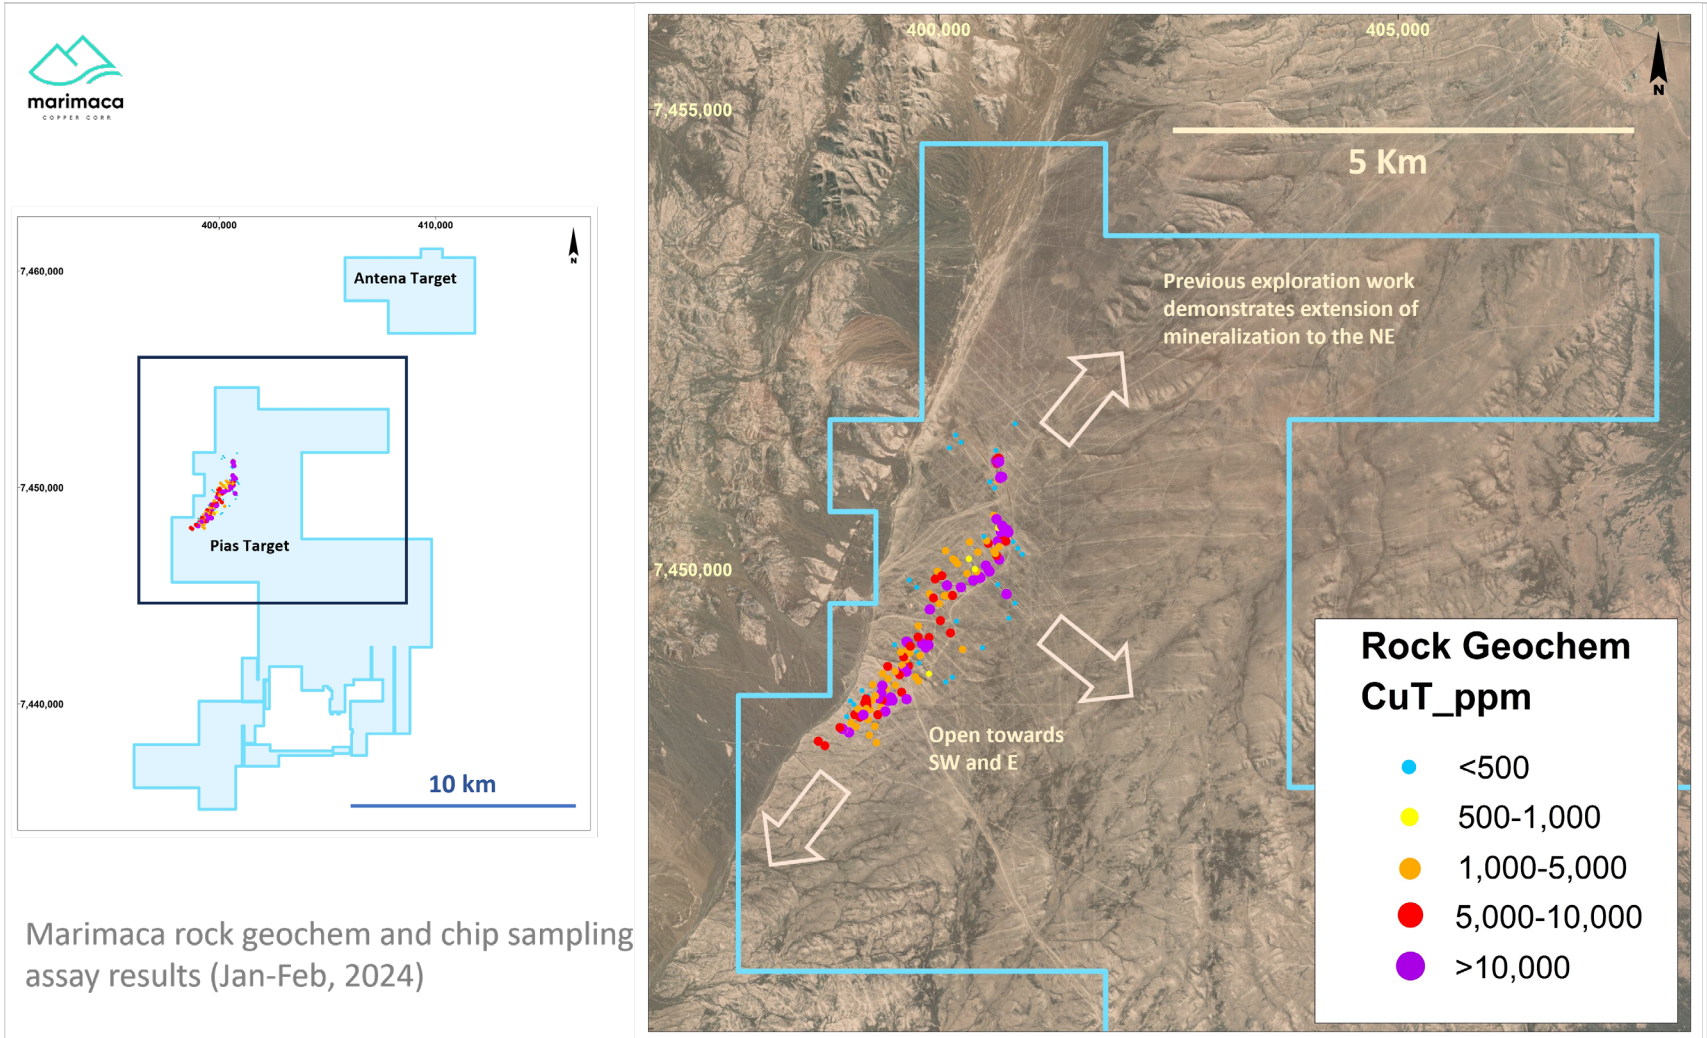 marimaca
COPPER CORP
400,000
410,000
N
7,460,000
Antena Target
7,450,000
Pias Target
7,440,000
10 km
Marimaca rock geochem and chip sampling
assay results (Jan-Feb, 2024)
400,000
405,000
N
7,455,000
5 Km
Previous exploration work
demonstrates extension of
mineralization to the NE
7,450,000
Open towards
SW and E
Rock Geochem
CuT_ppm
<500
500-1,000
1,000-5,000
5,000-10,000
>10,000